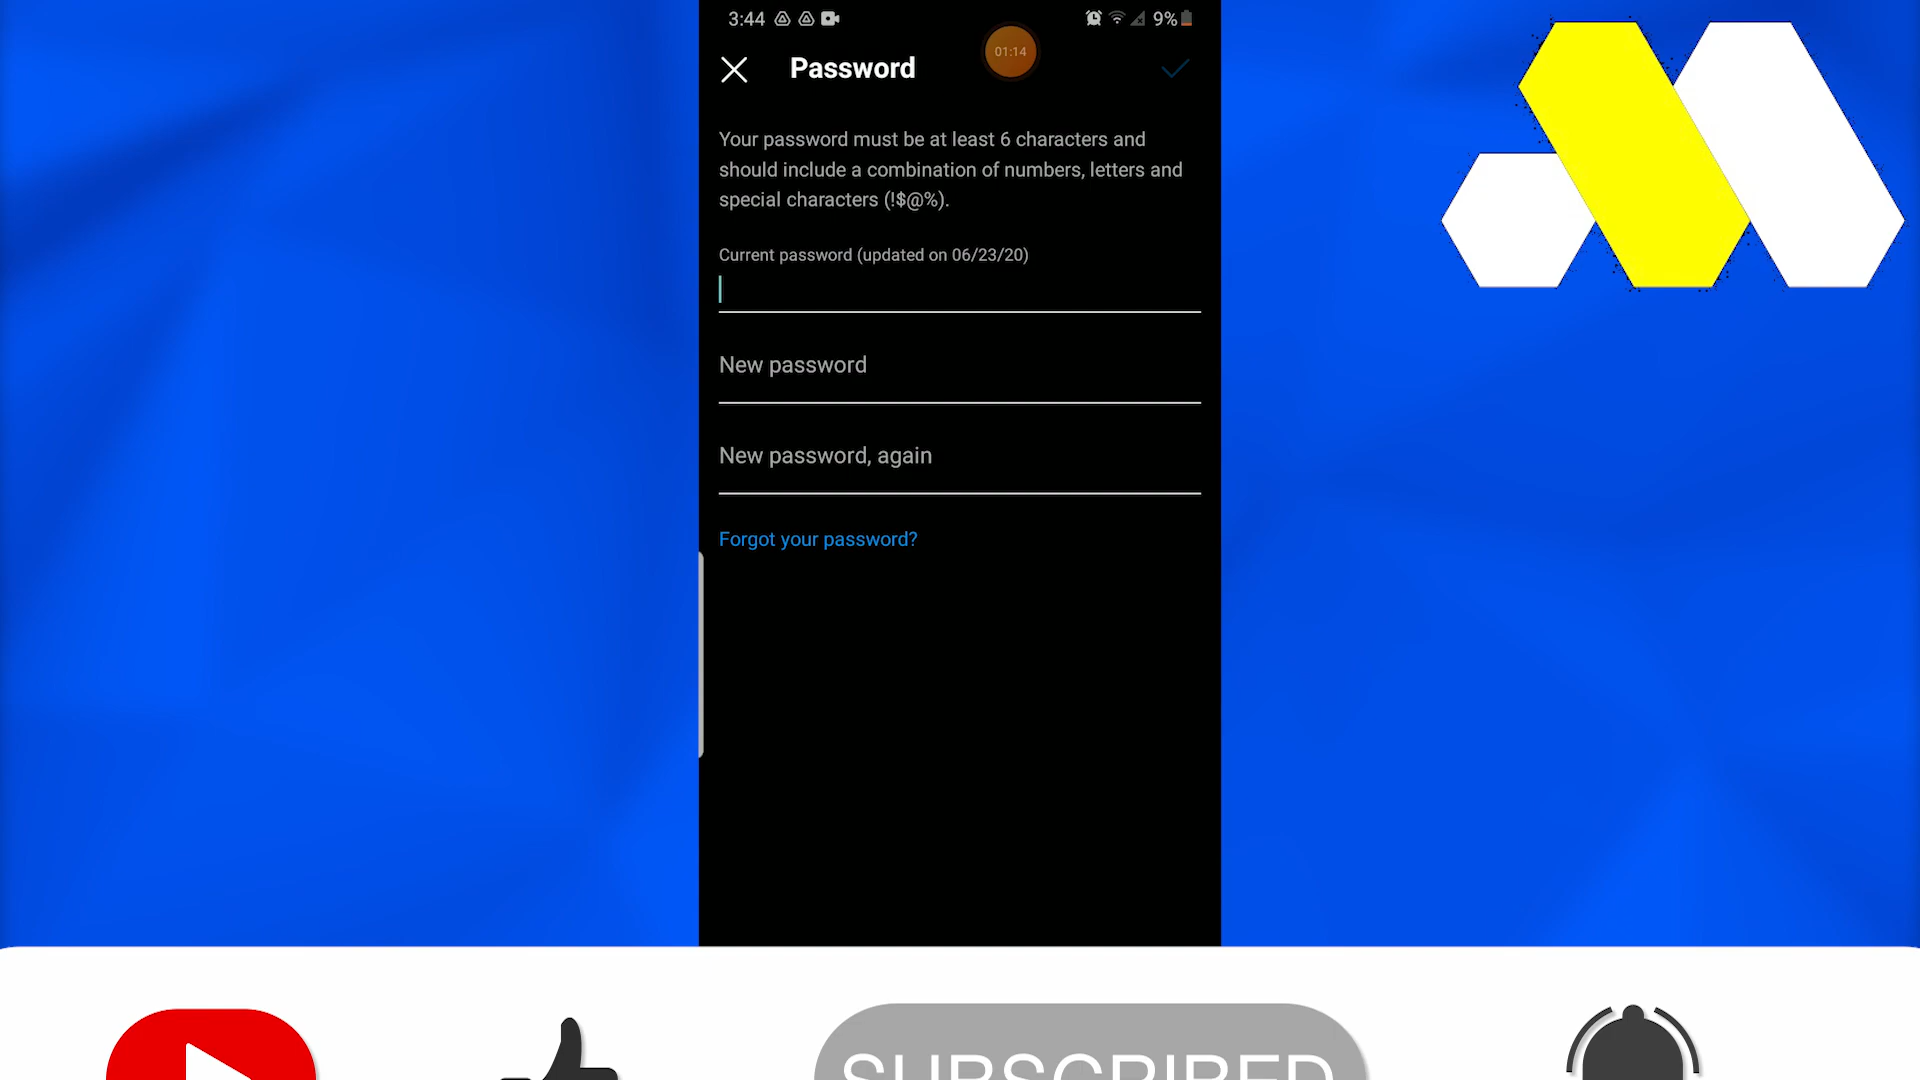 3:44
9%
Password
01:14
Your password must be at least 6 characters and
should include a combination of numbers, letters and
special characters (!$@%).
Current password (updated on 06/23/20)
New password
New password, again
Forgot your password?
SUBSCRIBED